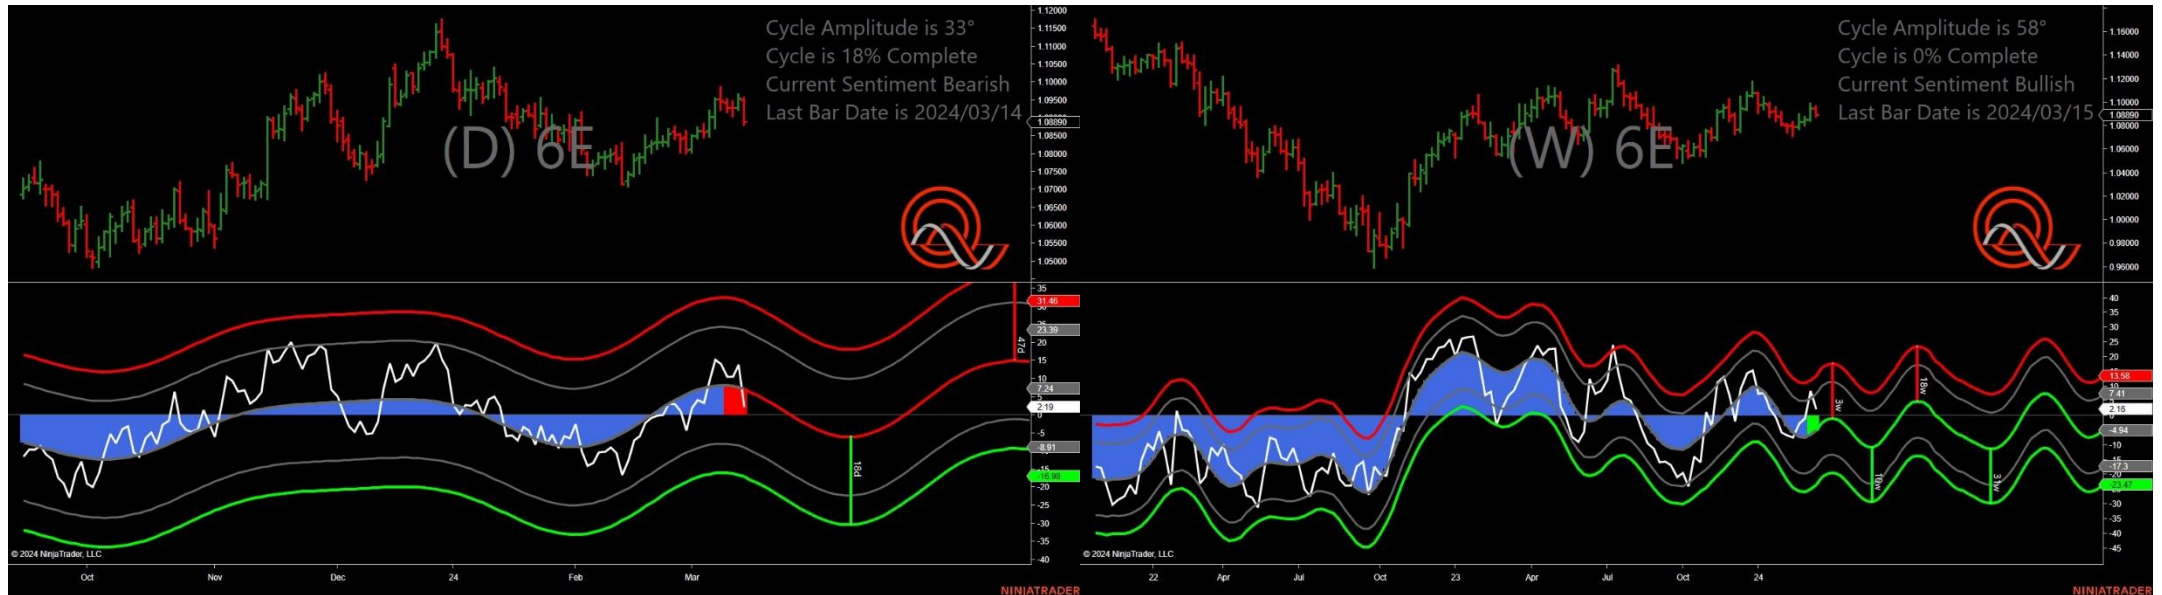 Cycle Amplitude is 33°
Cycle is 18% Complete
Current Sentiment Bearish
Last Bar Date is 2024/03/14
(D) 6E
1.12000
1.11500
1.11000
1.10500
1.10000
1.09500
1.08890
1.08500
1.08000
1.07500
1.07000
1.06500
1.06000
1.05500
1.05000
35
31.46
23.39
20
15
10
7.24
5
2.19
0
-5
-8.91
-15
-16.98
-25
-30
-35
-40
47d
18d
© 2024 NinjaTrader, LLC
Oct
Nov
Dec
24
Feb
Mar
NINJATRADER
Cycle Amplitude is 58°
Cycle is 0% Complete
Current Sentiment Bullish
Last Bar Date is 2024/03/15
(W) 6E
1.16000
1.14000
1.12000
1.10000
1.08890
1.08000
1.06000
1.04000
1.02000
1.00000
0.98000
0.96000
40
35
30
25
20
15
13.58
7.41
2.16
-4.94
-10
-17.3
-20
-23.47
-30
-35
-40
-45
3w
18w
10w
31w
© 2024 NinjaTrader, LLC
22
Apr
Jul
Oct
23
Apr
Jul
Oct
24
NINJATRADER